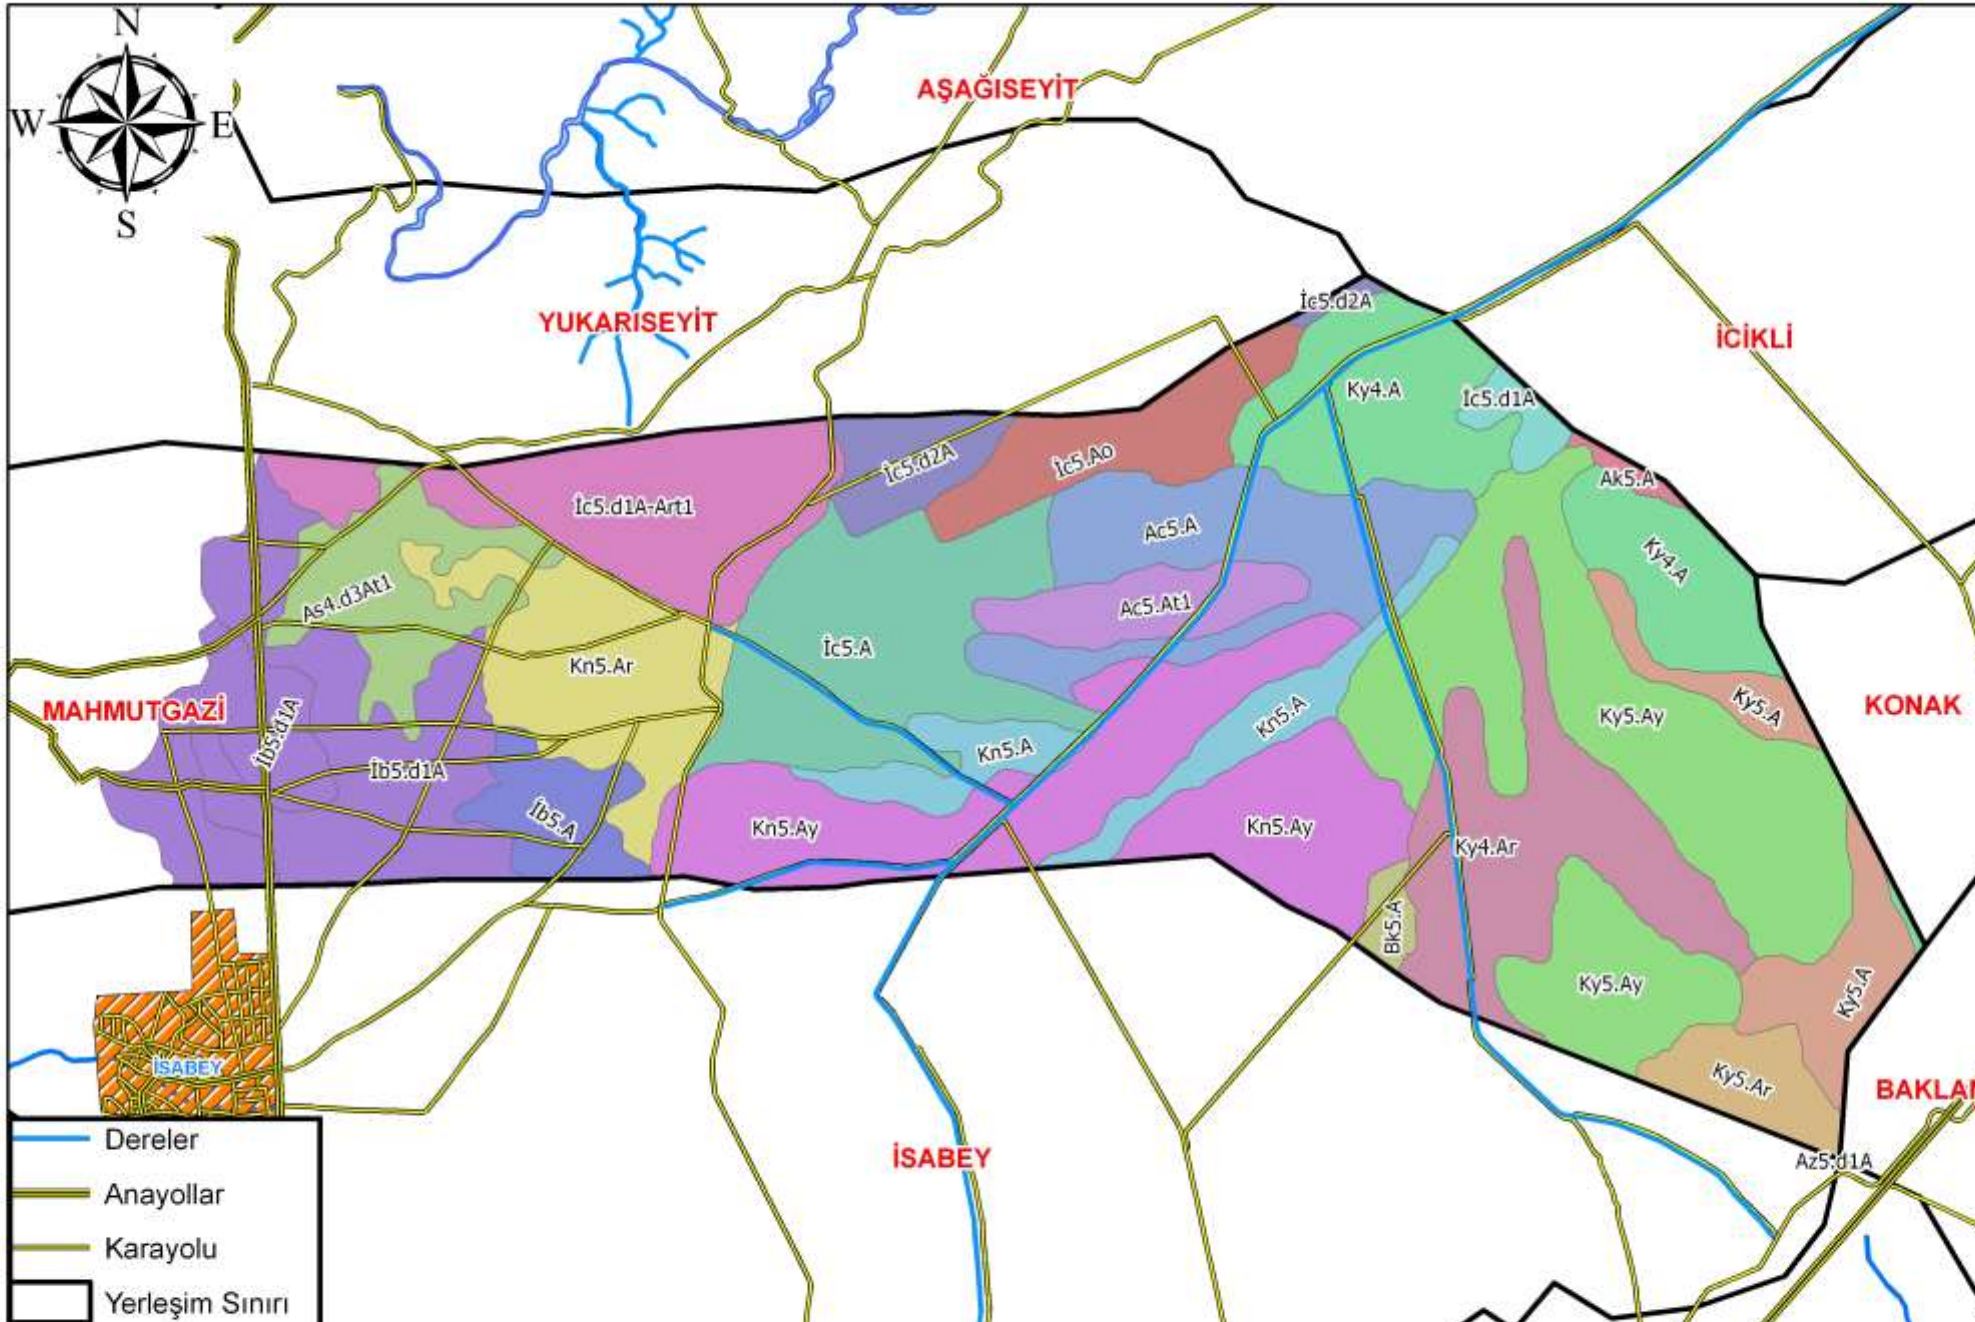 N
W E
S
AŞAĞISEYİT
YUKARISEYİT
İCİKLİ
İc5.d2A
Ky4.A
İc5.d1A
İc5.d2A
İc5.Ao
Ak5.A
İc5.d1A-Art1
Ac5.A
Ky4.A
As4.d3At1
Ac5.At1
İc5.A
Kn5.Ar
MAHMUTGAZİ
İb5.d1A
Kn5.A
Ky5.Ay
Ky5.A
KONAK
Kn5.A
İb5.d1A
İb5.A
Kn5.Ay
Kn5.Ay
Ky4.Ar
Bk5.A
Ky5.Ay
Ky5.A
İSABEY
Ky5.Ar
BAKLAN
İSABEY
Az5.d1A
Dereler
Anayollar
Karayolu
Yerleşim Sınırı